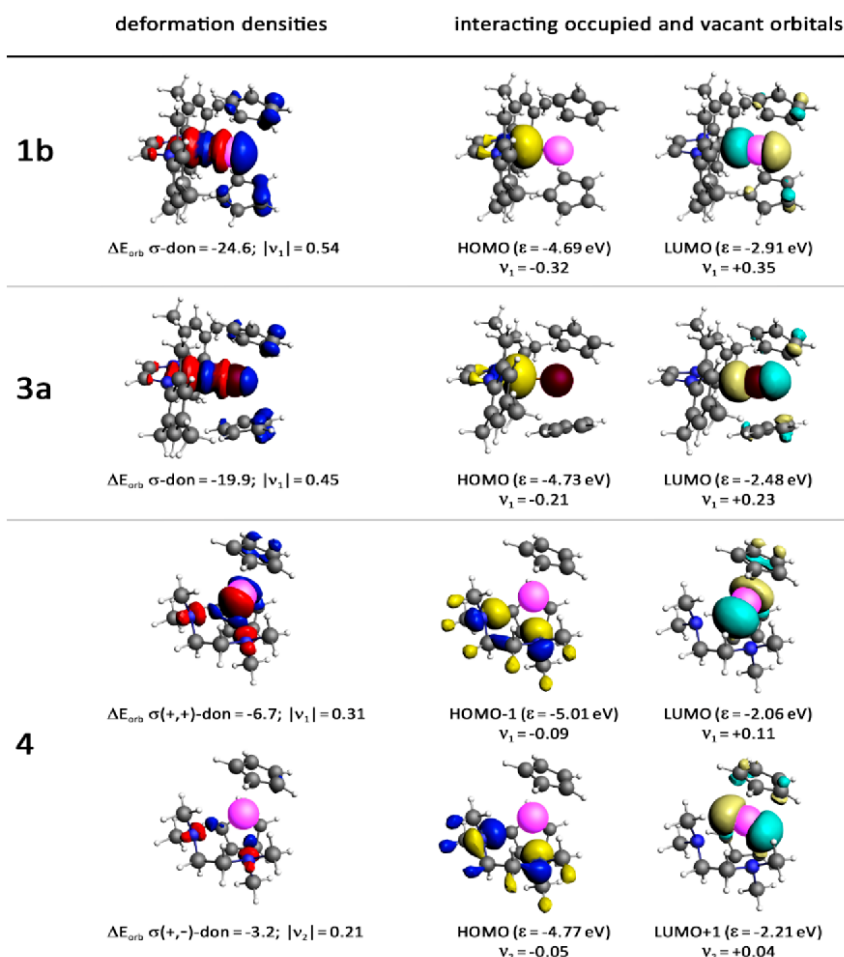 deformation densities interacting occupied and vacant orbitals
1b
ΔEorb σ-don = -24.6; |ν₁| = 0.54 HOMO (ε = -4.69 eV) LUMO (ε = -2.91 eV)
ν₁ = -0.32 ν₁ = +0.35
3a
ΔEorb σ-don = -19.9; |ν₁| = 0.45 HOMO (ε = -4.73 eV) LUMO (ε = -2.48 eV)
ν₁ = -0.21 ν₁ = +0.23
ΔEorb σ(+,+)-don = -6.7; |ν₁| = 0.31 HOMO-1 (ε = -5.01 eV) LUMO (ε = -2.06 eV)
ν₁ = -0.09 ν₁ = +0.11
4
ΔEorb σ(+,-)-don = -3.2; |ν₂| = 0.21 HOMO (ε = -4.77 eV) LUMO+1 (ε = -2.21 eV)
ν₂ = -0.05 ν₂ = +0.04